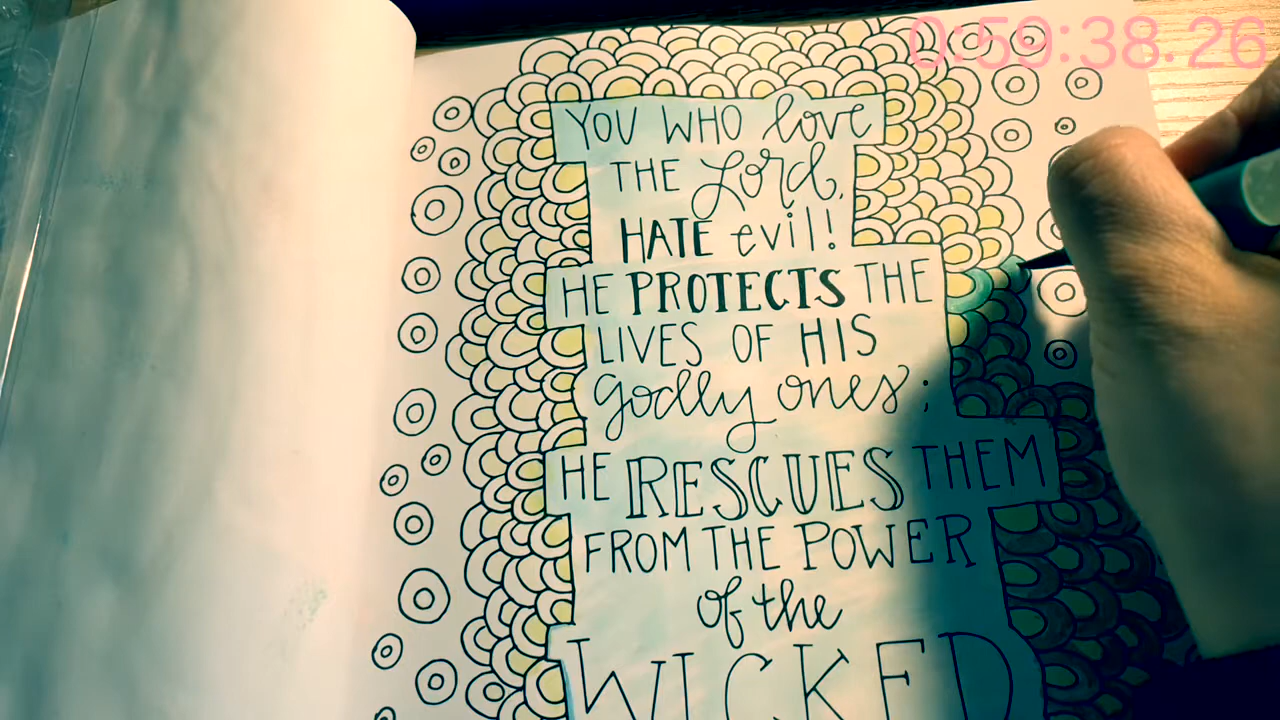 0:59:38.26
YOU WHO love
THE Lord,
HATE evil!
HE PROTECTS THE
LIVES OF HIS
godly ones;
HE RESCUES THEM
FROM THE POWER
of the
WICKED